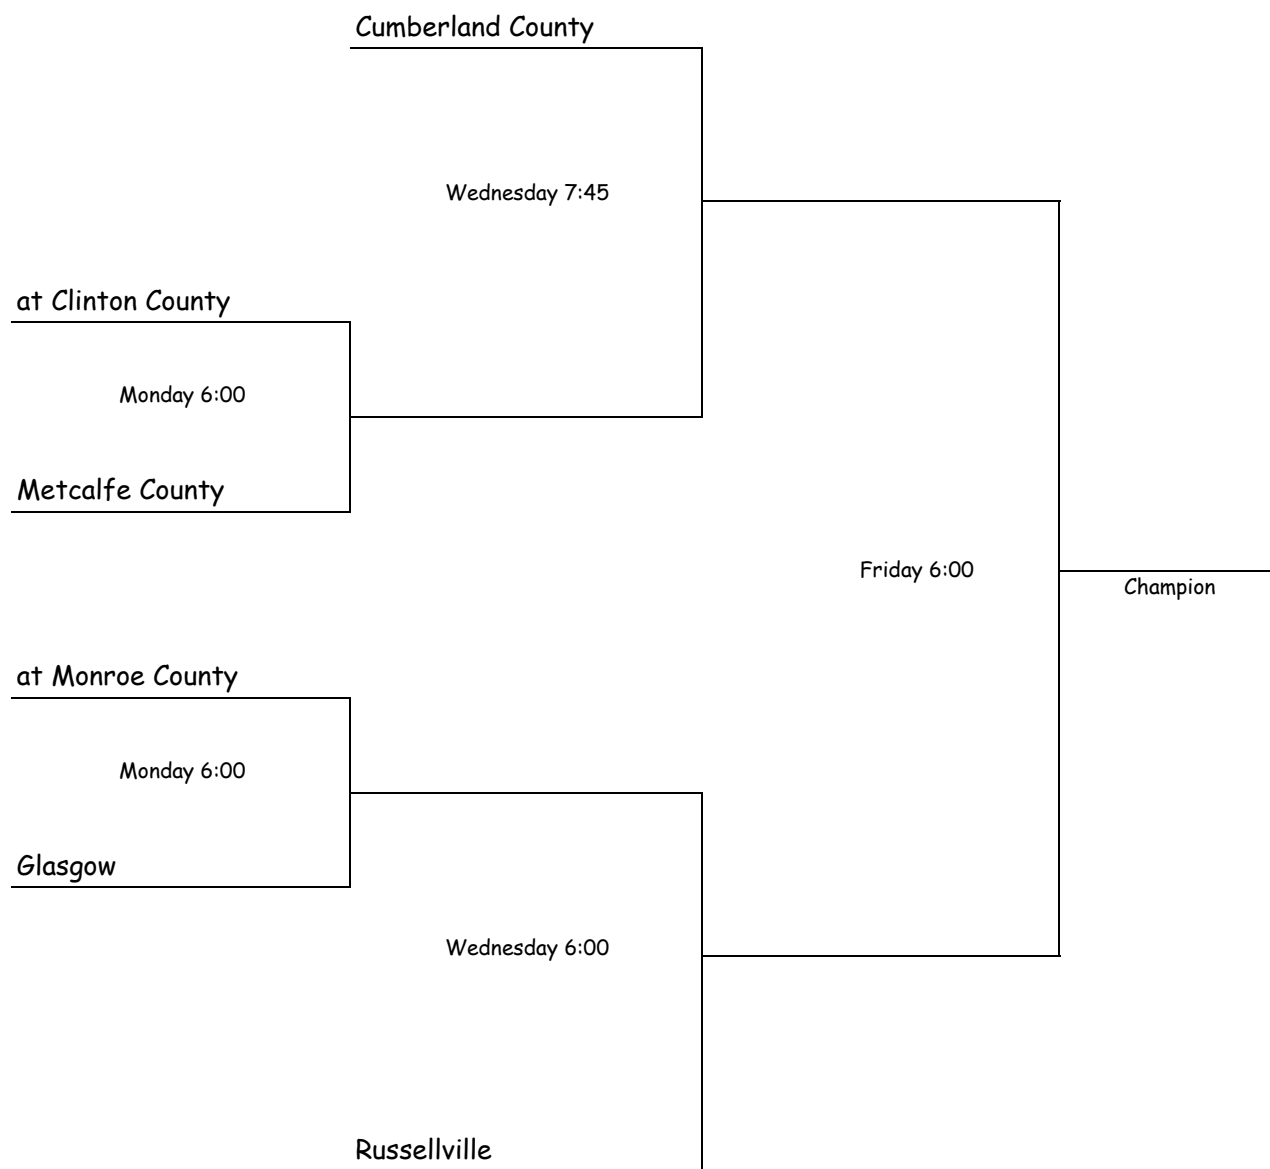 Cumberland County
Wednesday 7:45
at Clinton County
Monday 6:00
Metcalfe County
Friday 6:00
Champion
at Monroe County
Monday 6:00
Glasgow
Wednesday 6:00
Russellville